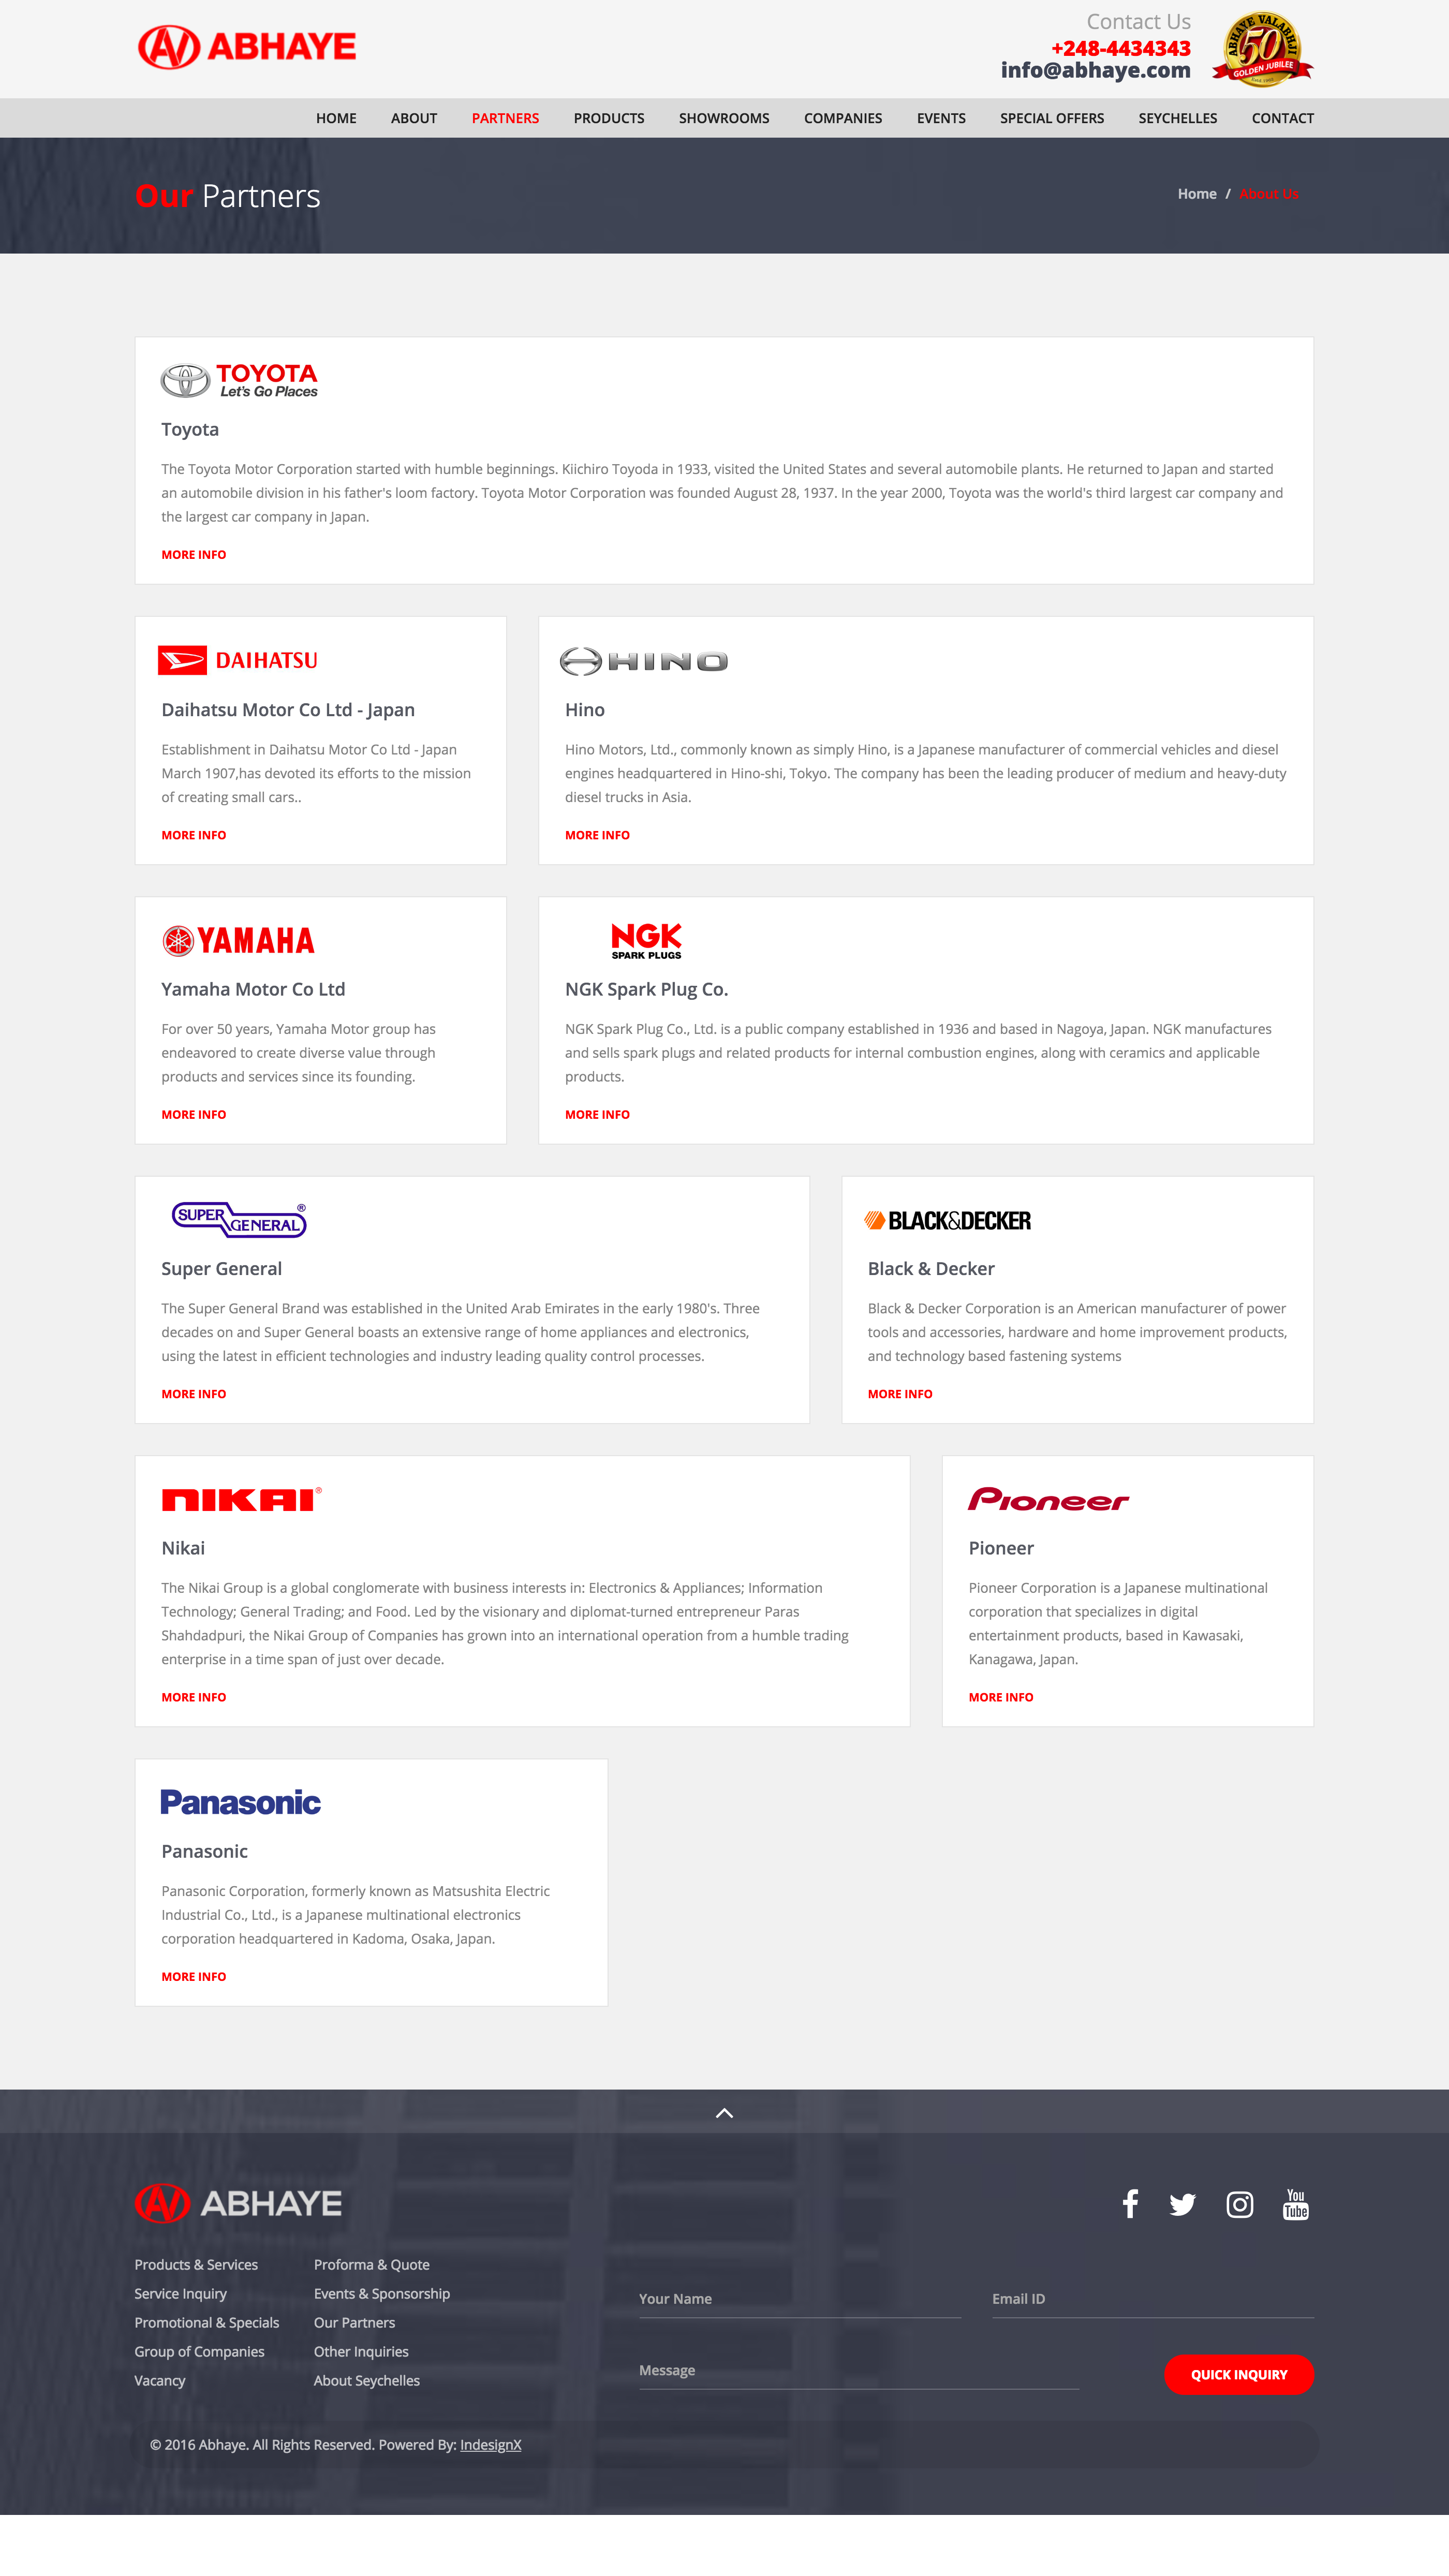 ABHAYE
Contact Us
+248-4434343
info@abhaye.com
ABHAYE VALABHJI
50
GOLDEN JUBILEE
HOME ABOUT PARTNERS PRODUCTS SHOWROOMS COMPANIES EVENTS SPECIAL OFFERS SEYCHELLES CONTACT
Our Partners
Home / About Us
TOYOTA
Let's Go Places
Toyota
The Toyota Motor Corporation started with humble beginnings. Kiichiro Toyoda in 1933, visited the United States and several automobile plants. He returned to Japan and started
an automobile division in his father's loom factory. Toyota Motor Corporation was founded August 28, 1937. In the year 2000, Toyota was the world's third largest car company and
the largest car company in Japan.
MORE INFO
DAIHATSU
Daihatsu Motor Co Ltd - Japan
Establishment in Daihatsu Motor Co Ltd - Japan
March 1907,has devoted its efforts to the mission
of creating small cars..
MORE INFO
HINO
Hino
Hino Motors, Ltd., commonly known as simply Hino, is a Japanese manufacturer of commercial vehicles and diesel
engines headquartered in Hino-shi, Tokyo. The company has been the leading producer of medium and heavy-duty
diesel trucks in Asia.
MORE INFO
YAMAHA
Yamaha Motor Co Ltd
For over 50 years, Yamaha Motor group has
endeavored to create diverse value through
products and services since its founding.
MORE INFO
NGK
SPARK PLUGS
NGK Spark Plug Co.
NGK Spark Plug Co., Ltd. is a public company established in 1936 and based in Nagoya, Japan. NGK manufactures
and sells spark plugs and related products for internal combustion engines, along with ceramics and applicable
products.
MORE INFO
SUPER GENERAL®
Super General
The Super General Brand was established in the United Arab Emirates in the early 1980's. Three
decades on and Super General boasts an extensive range of home appliances and electronics,
using the latest in efficient technologies and industry leading quality control processes.
MORE INFO
BLACK&DECKER
Black & Decker
Black & Decker Corporation is an American manufacturer of power
tools and accessories, hardware and home improvement products,
and technology based fastening systems
MORE INFO
NIKAI®
Nikai
The Nikai Group is a global conglomerate with business interests in: Electronics & Appliances; Information
Technology; General Trading; and Food. Led by the visionary and diplomat-turned entrepreneur Paras
Shahdadpuri, the Nikai Group of Companies has grown into an international operation from a humble trading
enterprise in a time span of just over decade.
MORE INFO
Pioneer
Pioneer
Pioneer Corporation is a Japanese multinational
corporation that specializes in digital
entertainment products, based in Kawasaki,
Kanagawa, Japan.
MORE INFO
Panasonic
Panasonic
Panasonic Corporation, formerly known as Matsushita Electric
Industrial Co., Ltd., is a Japanese multinational electronics
corporation headquartered in Kadoma, Osaka, Japan.
MORE INFO
ABHAYE
You
Tube
Products & Services
Service Inquiry
Promotional & Specials
Group of Companies
Vacancy
Proforma & Quote
Events & Sponsorship
Our Partners
Other Inquiries
About Seychelles
Your Name
Email ID
Message
QUICK INQUIRY
© 2016 Abhaye. All Rights Reserved. Powered By: IndesignX